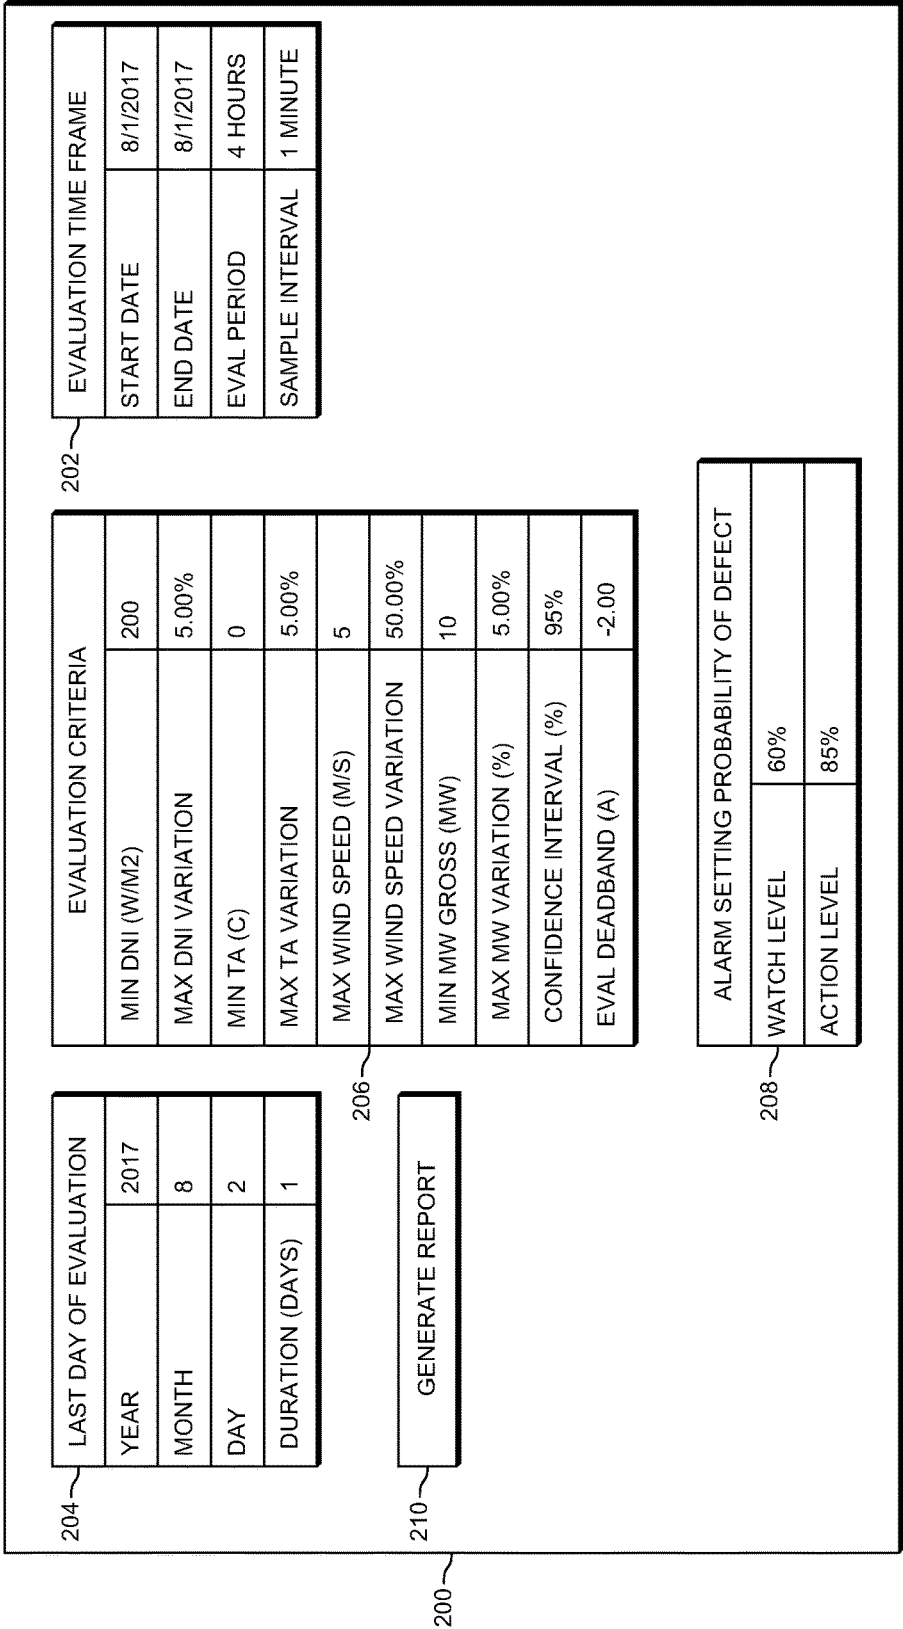 200
204
LAST DAY OF EVALUATION
YEAR 2017
MONTH 8
DAY 2
DURATION (DAYS) 1
210
GENERATE REPORT
206
EVALUATION CRITERIA
MIN DNI (W/M2) 200
MAX DNI VARIATION 5.00%
MIN TA (C) 0
MAX TA VARIATION 5.00%
MAX WIND SPEED (M/S) 5
MAX WIND SPEED VARIATION 50.00%
MIN MW GROSS (MW) 10
MAX MW VARIATION (%) 5.00%
CONFIDENCE INTERVAL (%) 95%
EVAL DEADBAND (A) -2.00
208
ALARM SETTING PROBABILITY OF DEFECT
WATCH LEVEL 60%
ACTION LEVEL 85%
202
EVALUATION TIME FRAME
START DATE 8/1/2017
END DATE 8/1/2017
EVAL PERIOD 4 HOURS
SAMPLE INTERVAL 1 MINUTE